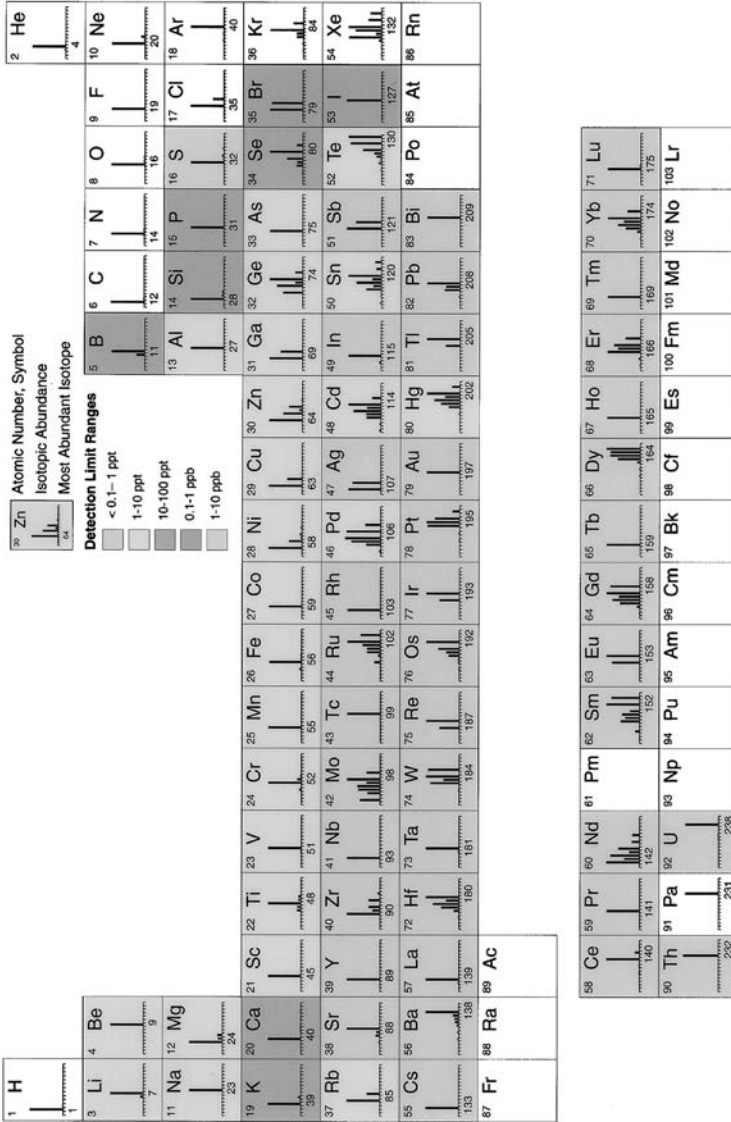 1 H
1
2 He
4
30 Zn
64
Atomic Number, Symbol
Isotopic Abundance
Most Abundant Isotope
Detection Limit Ranges
< 0.1– 1 ppt
1-10 ppt
10-100 ppt
0.1-1 ppb
1-10 ppb
3 Li
7
4 Be
9
5 B
11
6 C
12
7 N
14
8 O
16
9 F
19
10 Ne
20
11 Na
23
12 Mg
24
13 Al
27
14 Si
28
15 P
31
16 S
32
17 Cl
35
18 Ar
40
19 K
39
20 Ca
40
21 Sc
45
22 Ti
48
23 V
51
24 Cr
52
25 Mn
55
26 Fe
56
27 Co
59
28 Ni
58
29 Cu
63
30 Zn
64
31 Ga
69
32 Ge
74
33 As
75
34 Se
80
35 Br
79
36 Kr
84
37 Rb
85
38 Sr
88
39 Y
89
40 Zr
90
41 Nb
93
42 Mo
98
43 Tc
99
44 Ru
102
45 Rh
103
46 Pd
106
47 Ag
107
48 Cd
114
49 In
115
50 Sn
120
51 Sb
121
52 Te
130
53 I
127
54 Xe
132
55 Cs
133
56 Ba
138
57 La
139
72 Hf
180
73 Ta
181
74 W
184
75 Re
187
76 Os
192
77 Ir
193
78 Pt
195
79 Au
197
80 Hg
202
81 Tl
205
82 Pb
208
83 Bi
209
84 Po
85 At
86 Rn
87 Fr
88 Ra
89 Ac
58 Ce
140
59 Pr
141
60 Nd
142
61 Pm
62 Sm
152
63 Eu
153
64 Gd
158
65 Tb
159
66 Dy
164
67 Ho
165
68 Er
166
69 Tm
169
70 Yb
174
71 Lu
175
90 Th
232
91 Pa
231
92 U
238
93 Np
94 Pu
95 Am
96 Cm
97 Bk
98 Cf
99 Es
100 Fm
101 Md
102 No
103 Lr